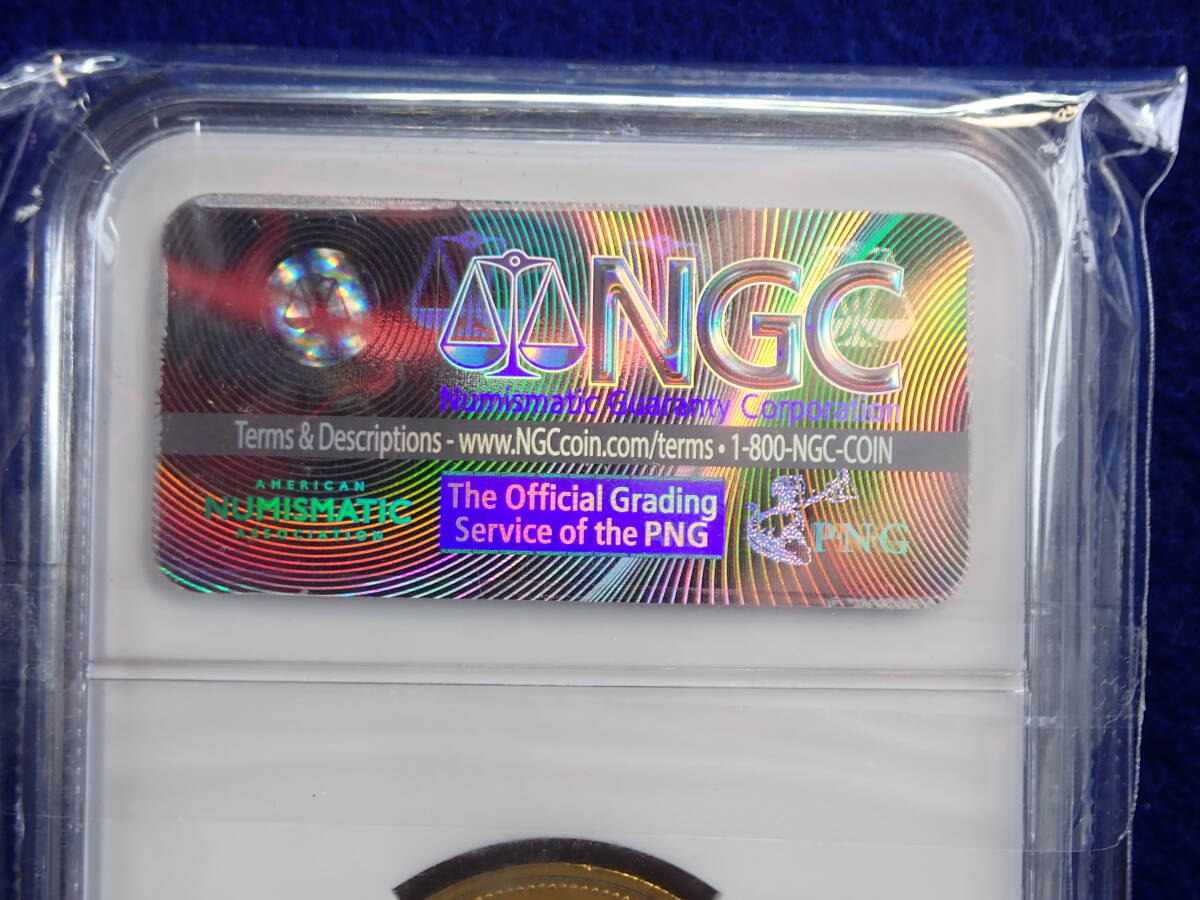 NGC
Numismatic Guaranty Corporation
Terms & Descriptions - www.NGCcoin.com/terms • 1-800-NGC-COIN
AMERICAN
NUMISMATIC
ASSOCIATION
The Official Grading
Service of the PNG
P·N·G